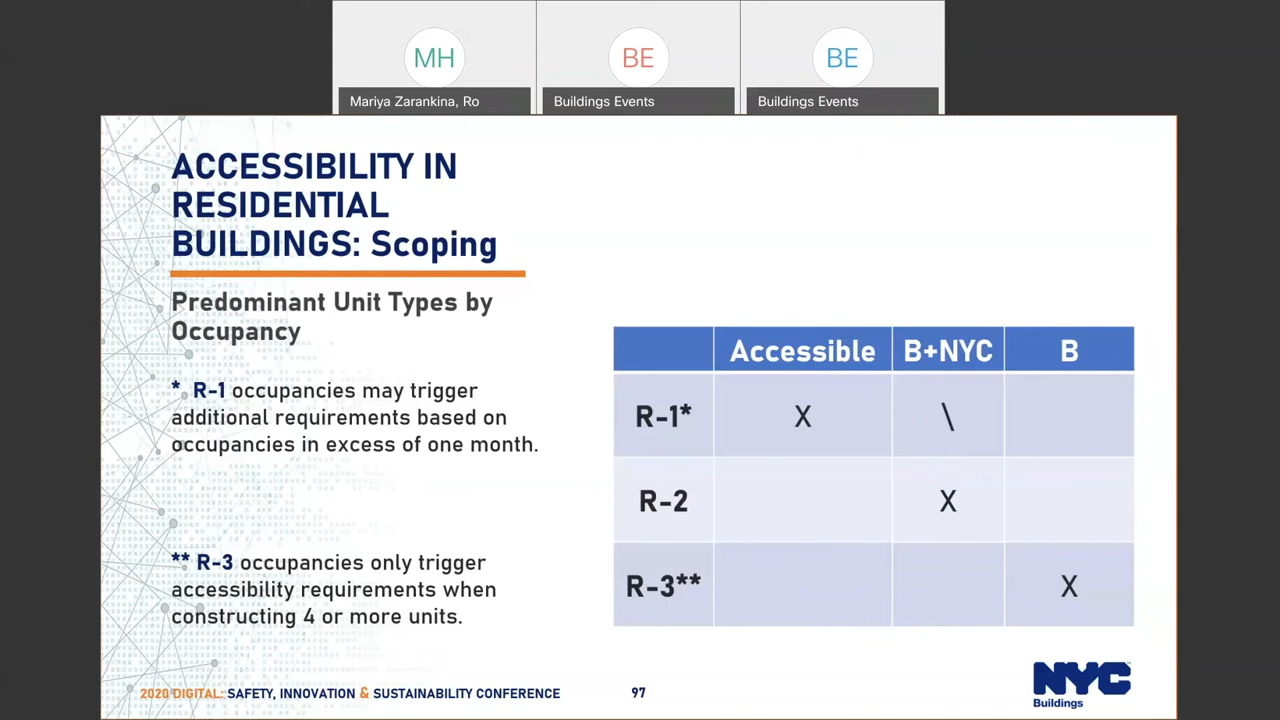 MH
BE
BE
Mariya Zarankina, Ro
Buildings Events
Buildings Events
ACCESSIBILITY IN
RESIDENTIAL
BUILDINGS: Scoping
Predominant Unit Types by
Occupancy
* R-1 occupancies may trigger
additional requirements based on
occupancies in excess of one month.
** R-3 occupancies only trigger
accessibility requirements when
constructing 4 or more units.
Accessible B+NYC B
R-1* X \
R-2 X
R-3** X
2020 DIGITAL: SAFETY, INNOVATION & SUSTAINABILITY CONFERENCE
97
NYC
Buildings